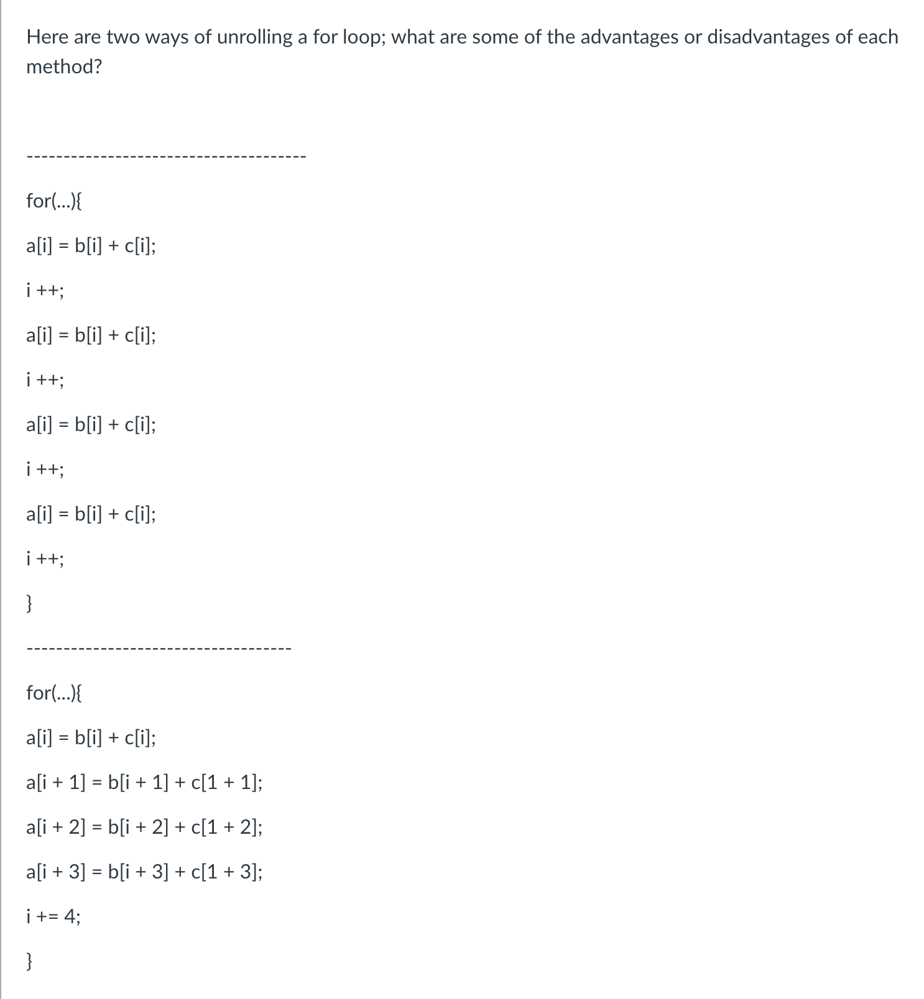 Here are two ways of unrolling a for loop; what are some of the advantages or disadvantages of each
method?
--------------------------------------
for(...){
a[i] = b[i] + c[i];
i ++;
a[i] = b[i] + c[i];
i ++;
a[i] = b[i] + c[i];
i ++;
a[i] = b[i] + c[i];
i ++;
}
------------------------------------
for(...){
a[i] = b[i] + c[i];
a[i + 1] = b[i + 1] + c[1 + 1];
a[i + 2] = b[i + 2] + c[1 + 2];
a[i + 3] = b[i + 3] + c[1 + 3];
i += 4;
}